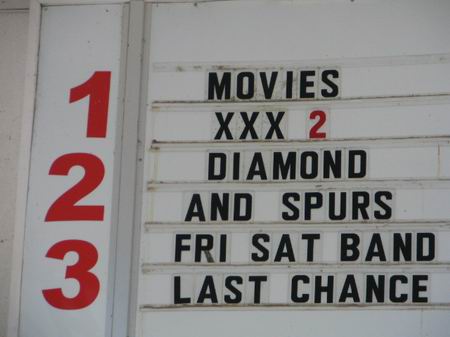 1
2
3
MOVIES
XXX 2
DIAMOND
AND SPURS
FRI SAT BAND
LAST CHANCE